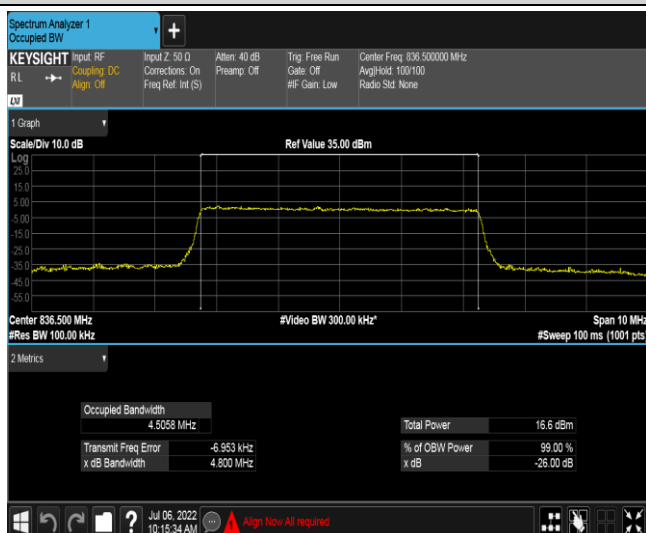 Spectrum Analyzer 1
Occupied BW
KEYSIGHT Input: RF Input Z: 50 Ω Atten: 40 dB Trig: Free Run Center Freq: 836.500000 MHz
RL Coupling: DC Corrections: On Preamp: Off Gate: Off Avg|Hold: 100/100
Align: Off Freq Ref: Int (S) #IF Gain: Low Radio Std: None
LXI
1 Graph
Scale/Div 10.0 dB Ref Value 35.00 dBm
Log
25.0
15.0
5.00
-5.00
-15.0
-25.0
-35.0
-45.0
-55.0
Center 836.500 MHz #Video BW 300.00 kHz* Span 10 MHz
#Res BW 100.00 kHz #Sweep 100 ms (1001 pts)
2 Metrics
Occupied Bandwidth
4.5058 MHz Total Power 16.6 dBm
Transmit Freq Error -6.953 kHz % of OBW Power 99.00 %
x dB Bandwidth 4.800 MHz x dB -26.00 dB
Jul 06, 2022
10:15:34 AM Align Now All required